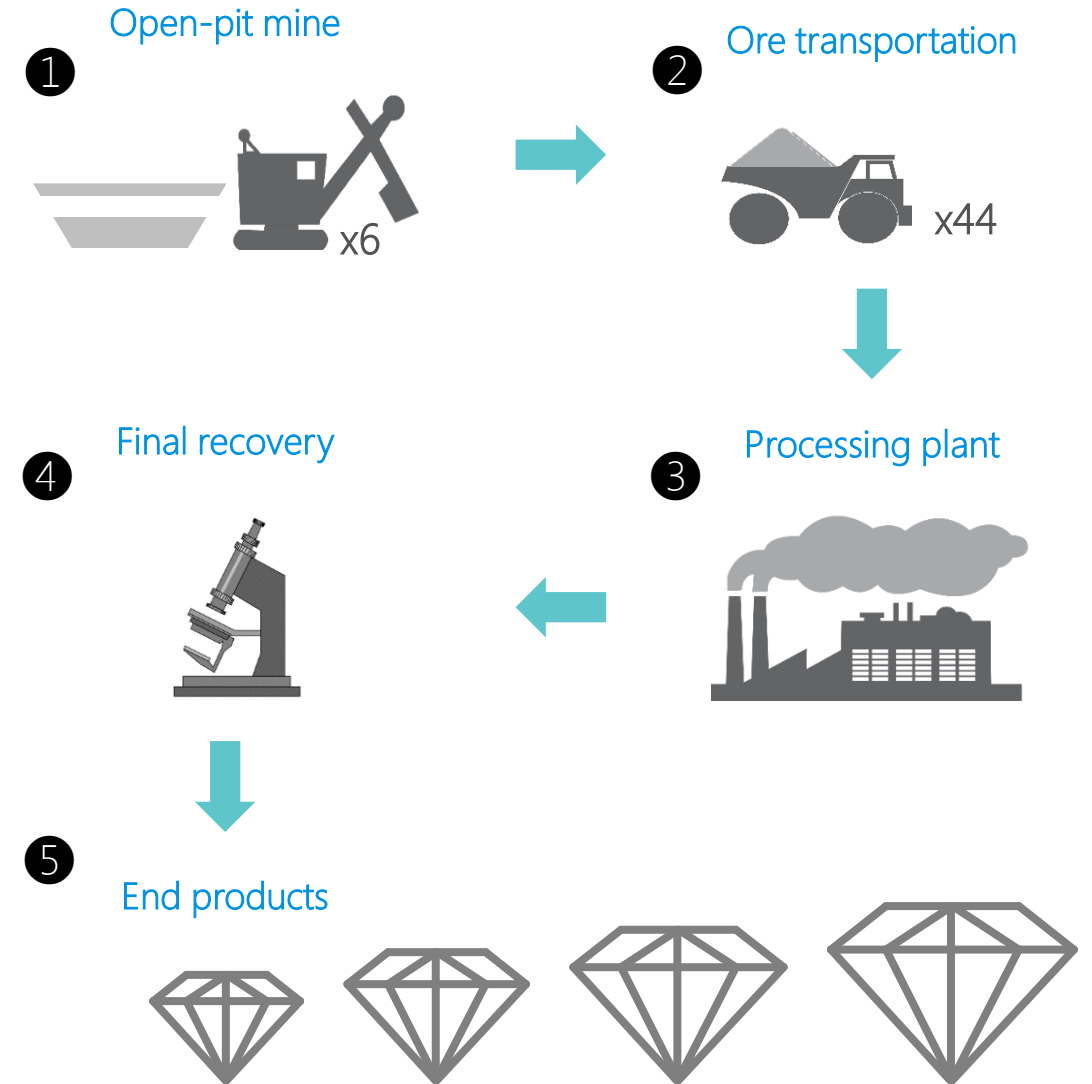 Open-pit mine
1
x6
Ore transportation
2
x44
Processing plant
3
Final recovery
4
5
End products